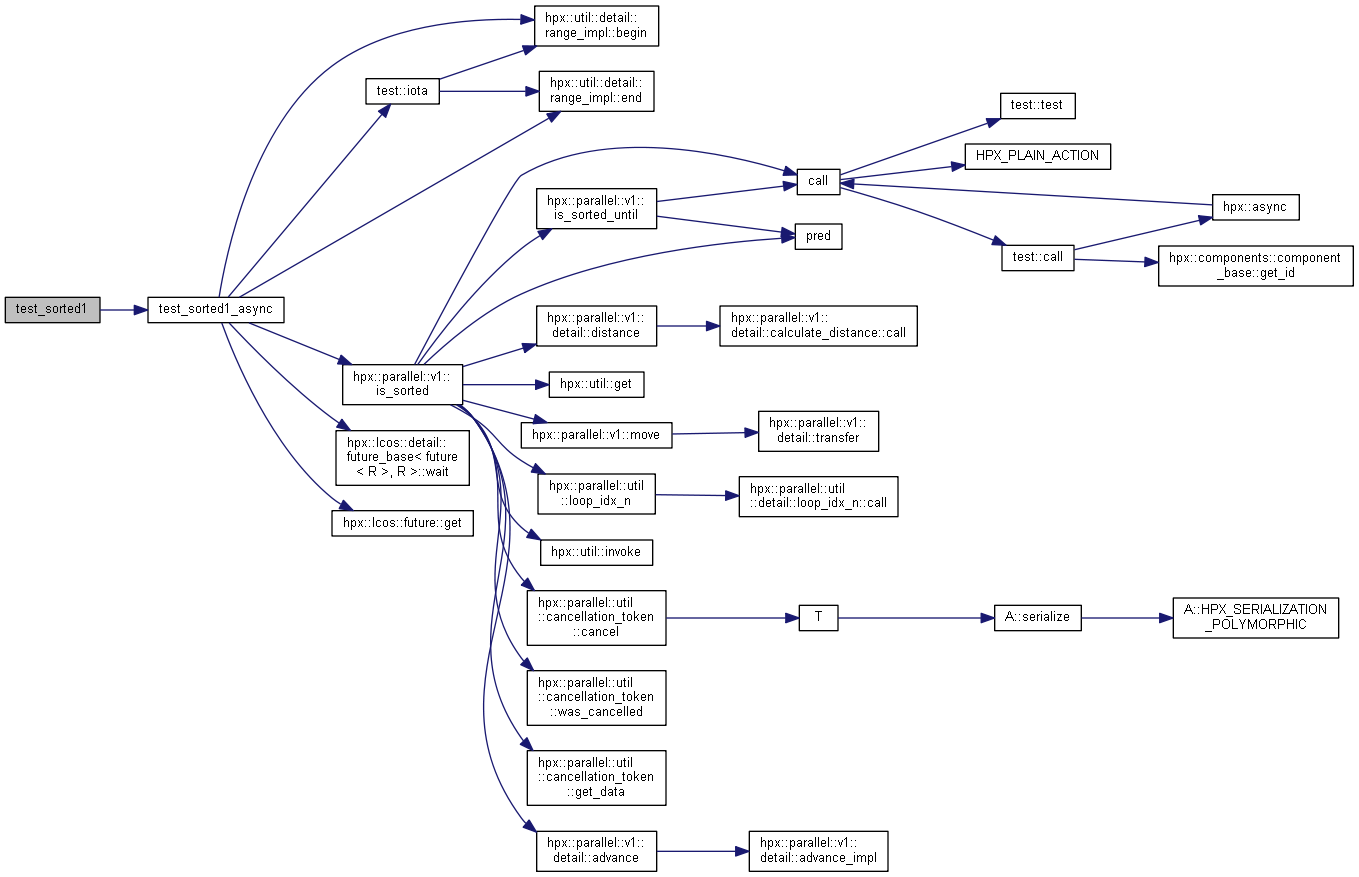 hpx::util::detail::
range_impl::begin
test::iota
hpx::util::detail::
range_impl::end
test::test
HPX_PLAIN_ACTION
call
hpx::parallel::v1::
is_sorted_until
hpx::async
pred
test::call
hpx::components::component
_base::get_id
test_sorted1
test_sorted1_async
hpx::parallel::v1::
detail::distance
hpx::parallel::v1::
detail::calculate_distance::call
hpx::parallel::v1::
is_sorted
hpx::util::get
hpx::parallel::v1::move
hpx::parallel::v1::
detail::transfer
hpx::lcos::detail::
future_base< future
< R >, R >::wait
hpx::parallel::util
::loop_idx_n
hpx::parallel::util
::detail::loop_idx_n::call
hpx::lcos::future::get
hpx::util::invoke
hpx::parallel::util
::cancellation_token
::cancel
T
A::serialize
A::HPX_SERIALIZATION
_POLYMORPHIC
hpx::parallel::util
::cancellation_token
::was_cancelled
hpx::parallel::util
::cancellation_token
::get_data
hpx::parallel::v1::
detail::advance
hpx::parallel::v1::
detail::advance_impl